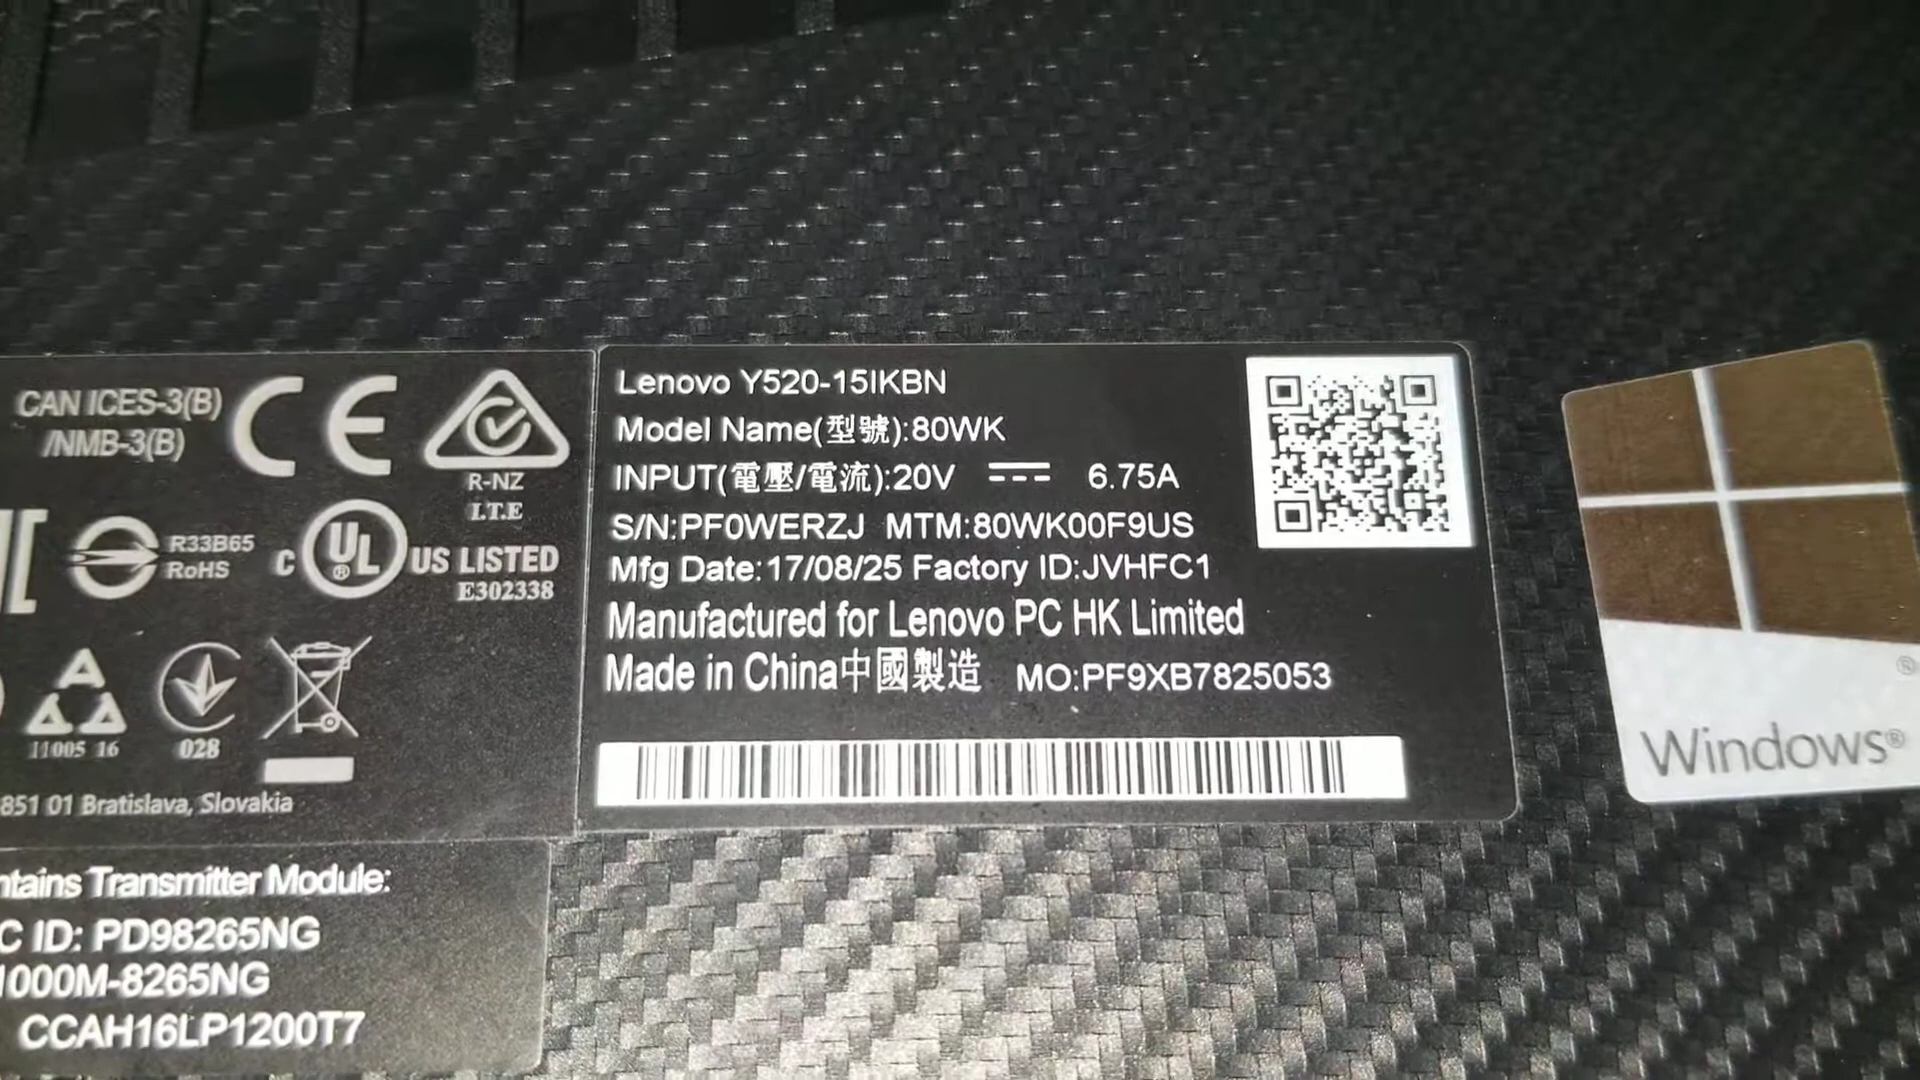 CAN ICES-3(B)
/NMB-3(B)
CE
R-NZ
I.T.E
R33B65
RoHS
C UL ® US LISTED
E302338
11005 16
028
851 01 Bratislava, Slovakia
Transmitter Module:
C ID: PD98265NG
1000M-8265NG
CCAH16LP1200T7
Lenovo Y520-15IKBN
Model Name(型號):80WK
INPUT(電壓/電流):20V 6.75A
S/N:PF0WERZJ MTM:80WK00F9US
Mfg Date:17/08/25 Factory ID:JVHFC1
Manufactured for Lenovo PC HK Limited
Made in China中國製造 MO:PF9XB7825053
®
Windows®